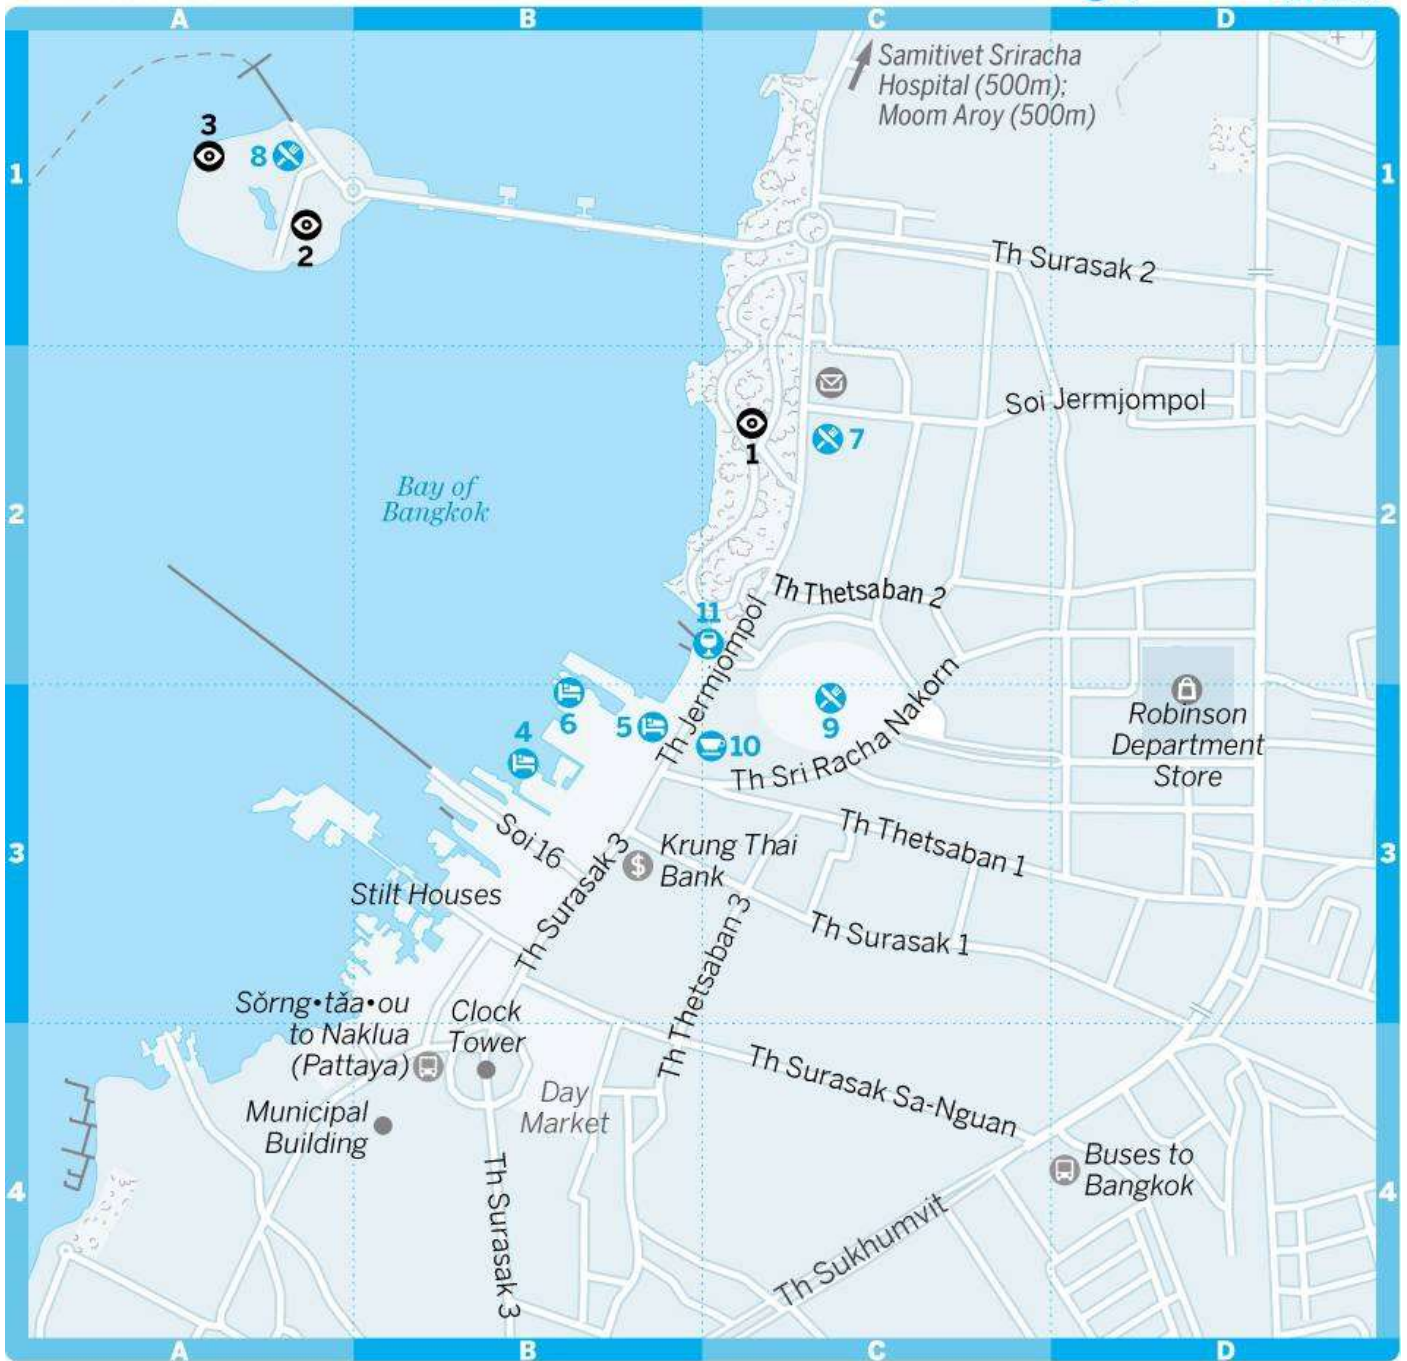 A
B
C
D
Samitivet Sriracha
Hospital (500m);
Moom Aroy (500m)
3
8
1
1
2
Th Surasak 2
Soi Jermjompol
7
1
Bay of
Bangkok
2
2
Th Thetsaban 2
11
Th Jermjompol
Th Sri Racha Nakorn
6
5
4
10
9
Robinson
Department
Store
Soi 16
Th Surasak 3
Krung Thai
Bank
Th Thetsaban 1
3
3
Stilt Houses
Th Surasak 1
Th Thetsaban 3
Sŏrng•tăa•ou
to Naklua
(Pattaya)
Clock
Tower
Th Surasak Sa-Nguan
Day
Market
Municipal
Building
Buses to
Bangkok
4
4
Th Surasak 3
Th Sukhumvit
A
B
C
D